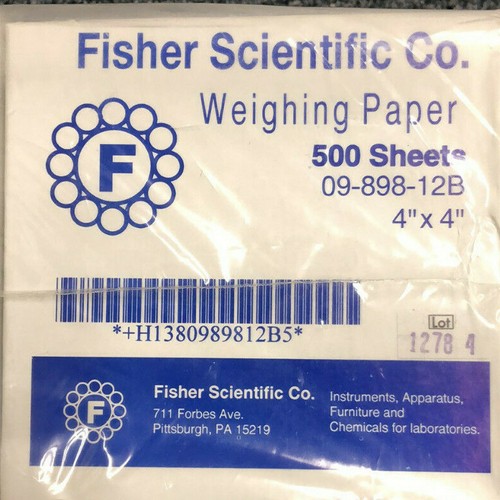 Fisher Scientific Co.
Weighing Paper
500 Sheets
09-898-12B
4" x 4"
F
*+H1380989812B5*
Lot
1278 4
F
Fisher Scientific Co.
711 Forbes Ave.
Pittsburgh, PA 15219
Instruments, Apparatus,
Furniture and
Chemicals for laboratories.